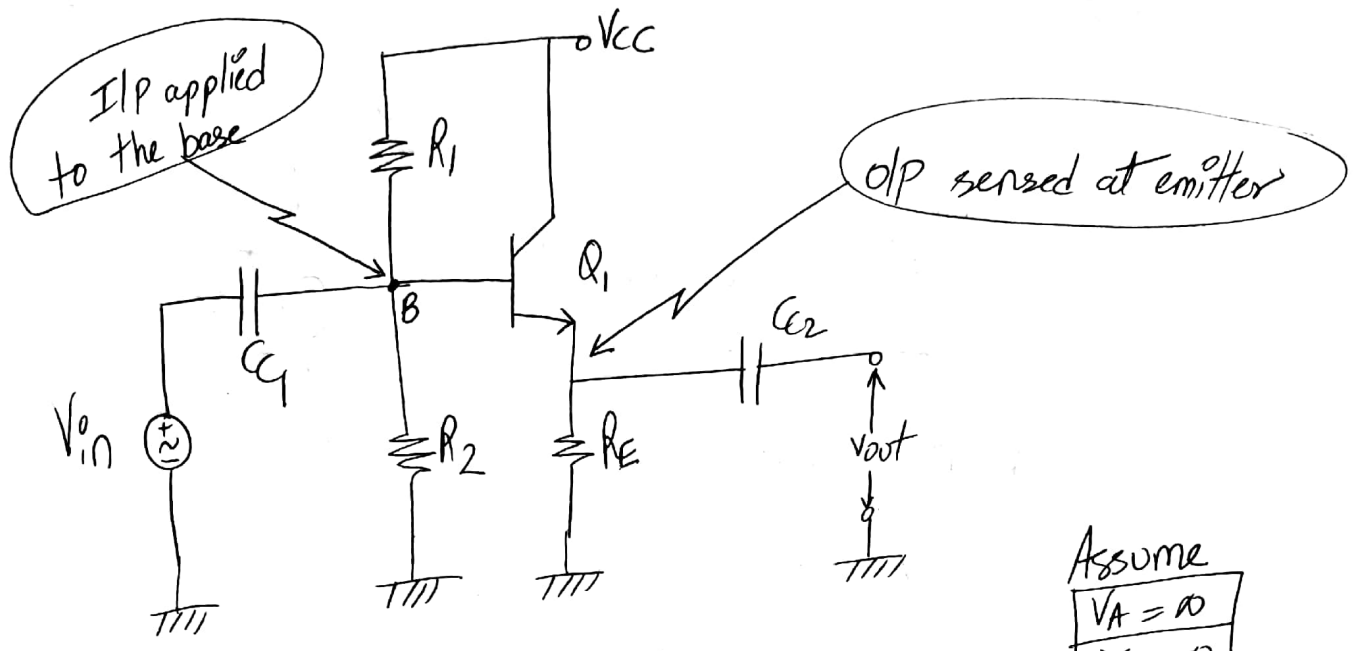 I/P applied
to the base
VCC
R1
O/P sensed at emitter
Q1
B
CC1
CC2
Vin
+
R2
RE
Vout
Assume
VA = ∞